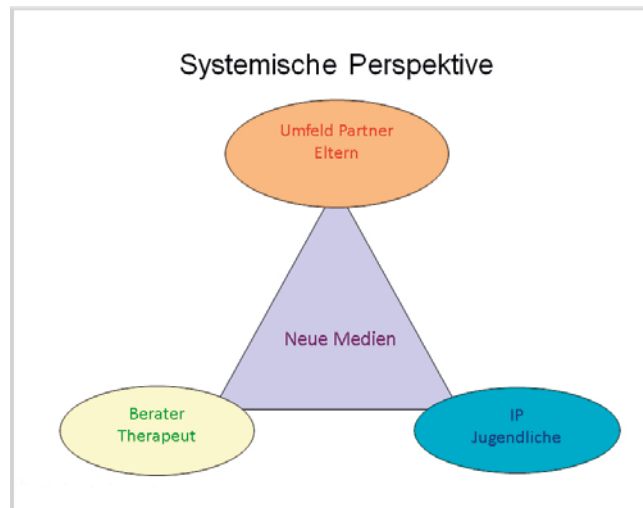 Systemische Perspektive
Umfeld Partner
Eltern
Neue Medien
Berater
Therapeut
IP
Jugendliche